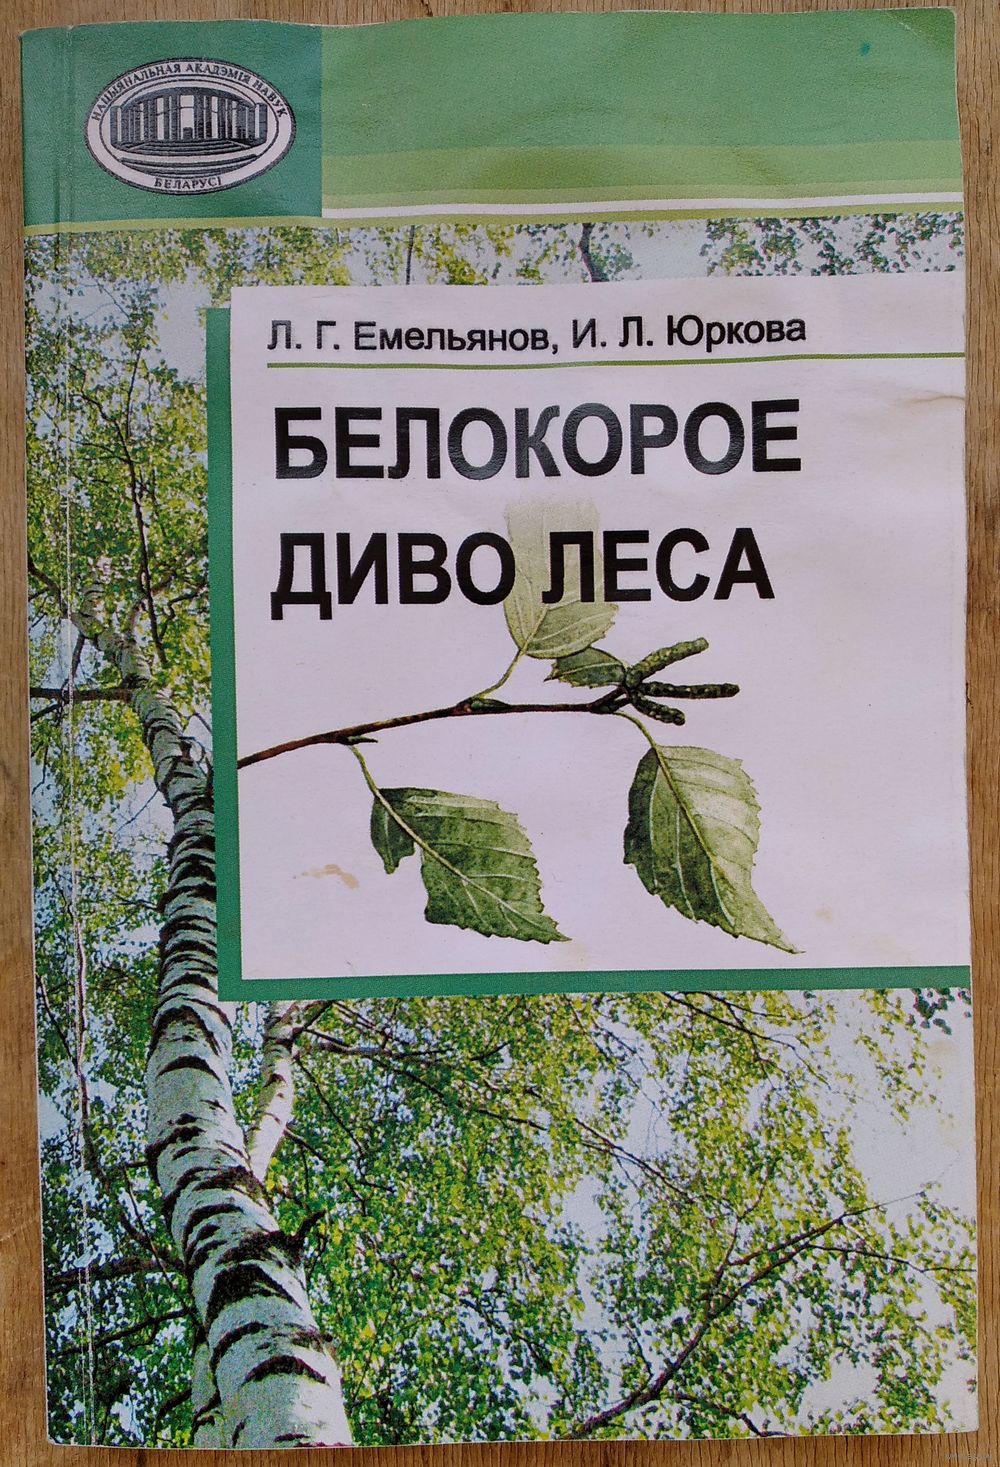 НАЦЫЯНАЛЬНАЯ АКАДЭМІЯ НАВУК
БЕЛАРУСІ
Л. Г. Емельянов, И. Л. Юркова
БЕЛОКОРОЕ
ДИВО ЛЕСА